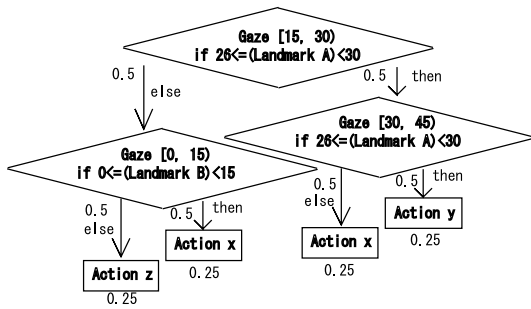 Gaze [15, 30)
if 26<=(Landmark A)<30
0.5
else
0.5
then
Gaze [0, 15)
if 0<=(Landmark B)<15
Gaze [30, 45)
if 26<=(Landmark A)<30
0.5
else
0.5
then
0.5
else
0.5
then
Action z
0.25
Action x
0.25
Action x
0.25
Action y
0.25